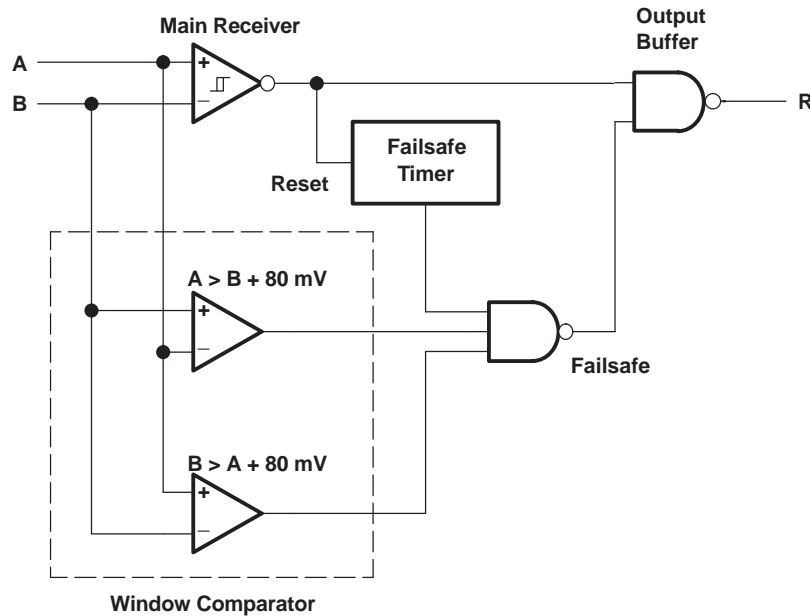 Main Receiver
Output
Buffer
A
+
_
B
R
Failsafe
Timer
Reset
A > B + 80 mV
+
_
Failsafe
B > A + 80 mV
+
_
Window Comparator